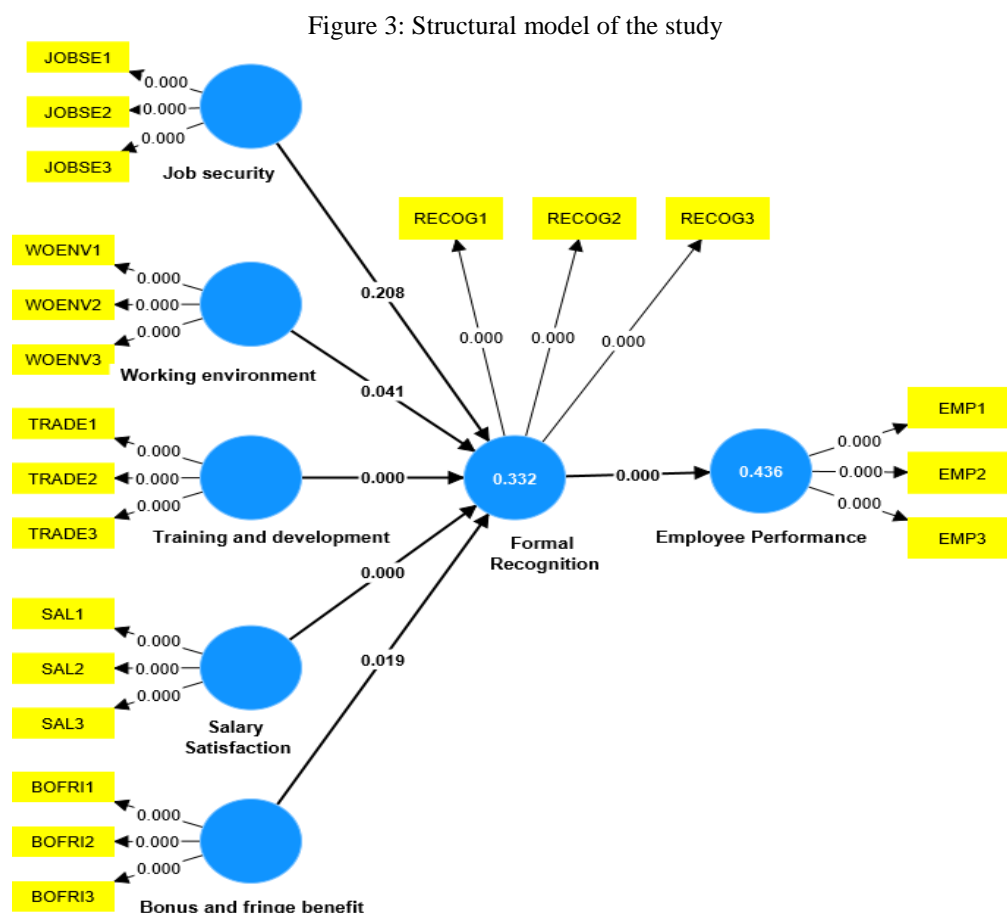 Figure 3: Structural model of the study
JOBSE1
0.000
JOBSE2
0.000
JOBSE3
0.000
Job security
0.208
WOENV1
0.000
WOENV2
0.000
WOENV3
0.000
Working environment
0.041
TRADE1
0.000
TRADE2
0.000
TRADE3
0.000
Training and development
0.000
SAL1
0.000
SAL2
0.000
SAL3
0.000
Salary
Satisfaction
0.000
BOFRI1
0.000
BOFRI2
0.000
BOFRI3
0.000
Bonus and fringe benefit
0.019
RECOG1
RECOG2
RECOG3
0.000
0.000
0.000
0.332
Formal
Recognition
0.000
0.436
Employee Performance
EMP1
0.000
EMP2
0.000
EMP3
0.000